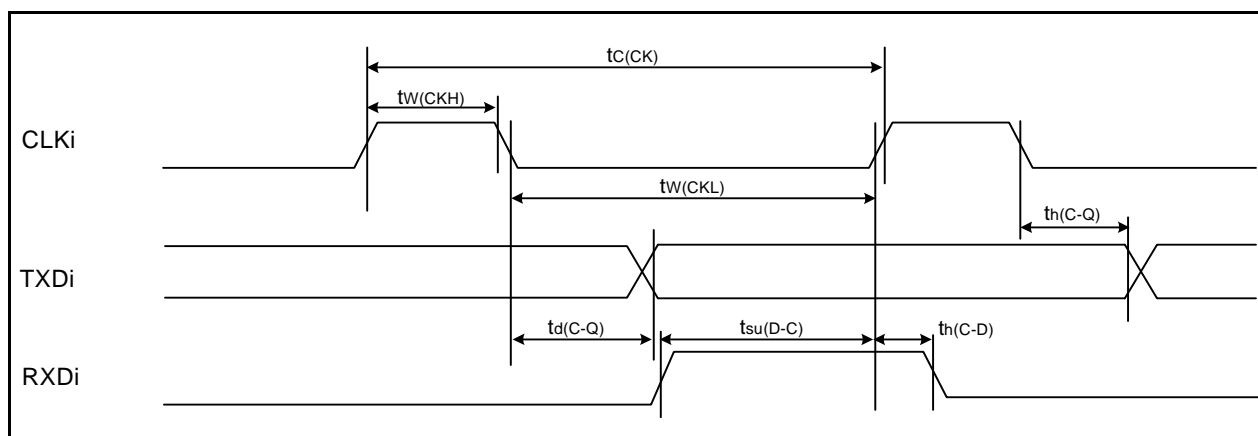 tC(CK)
tW(CKH)
CLKi
tW(CKL)
th(C-Q)
TXDi
td(C-Q)
tsu(D-C)
th(C-D)
RXDi